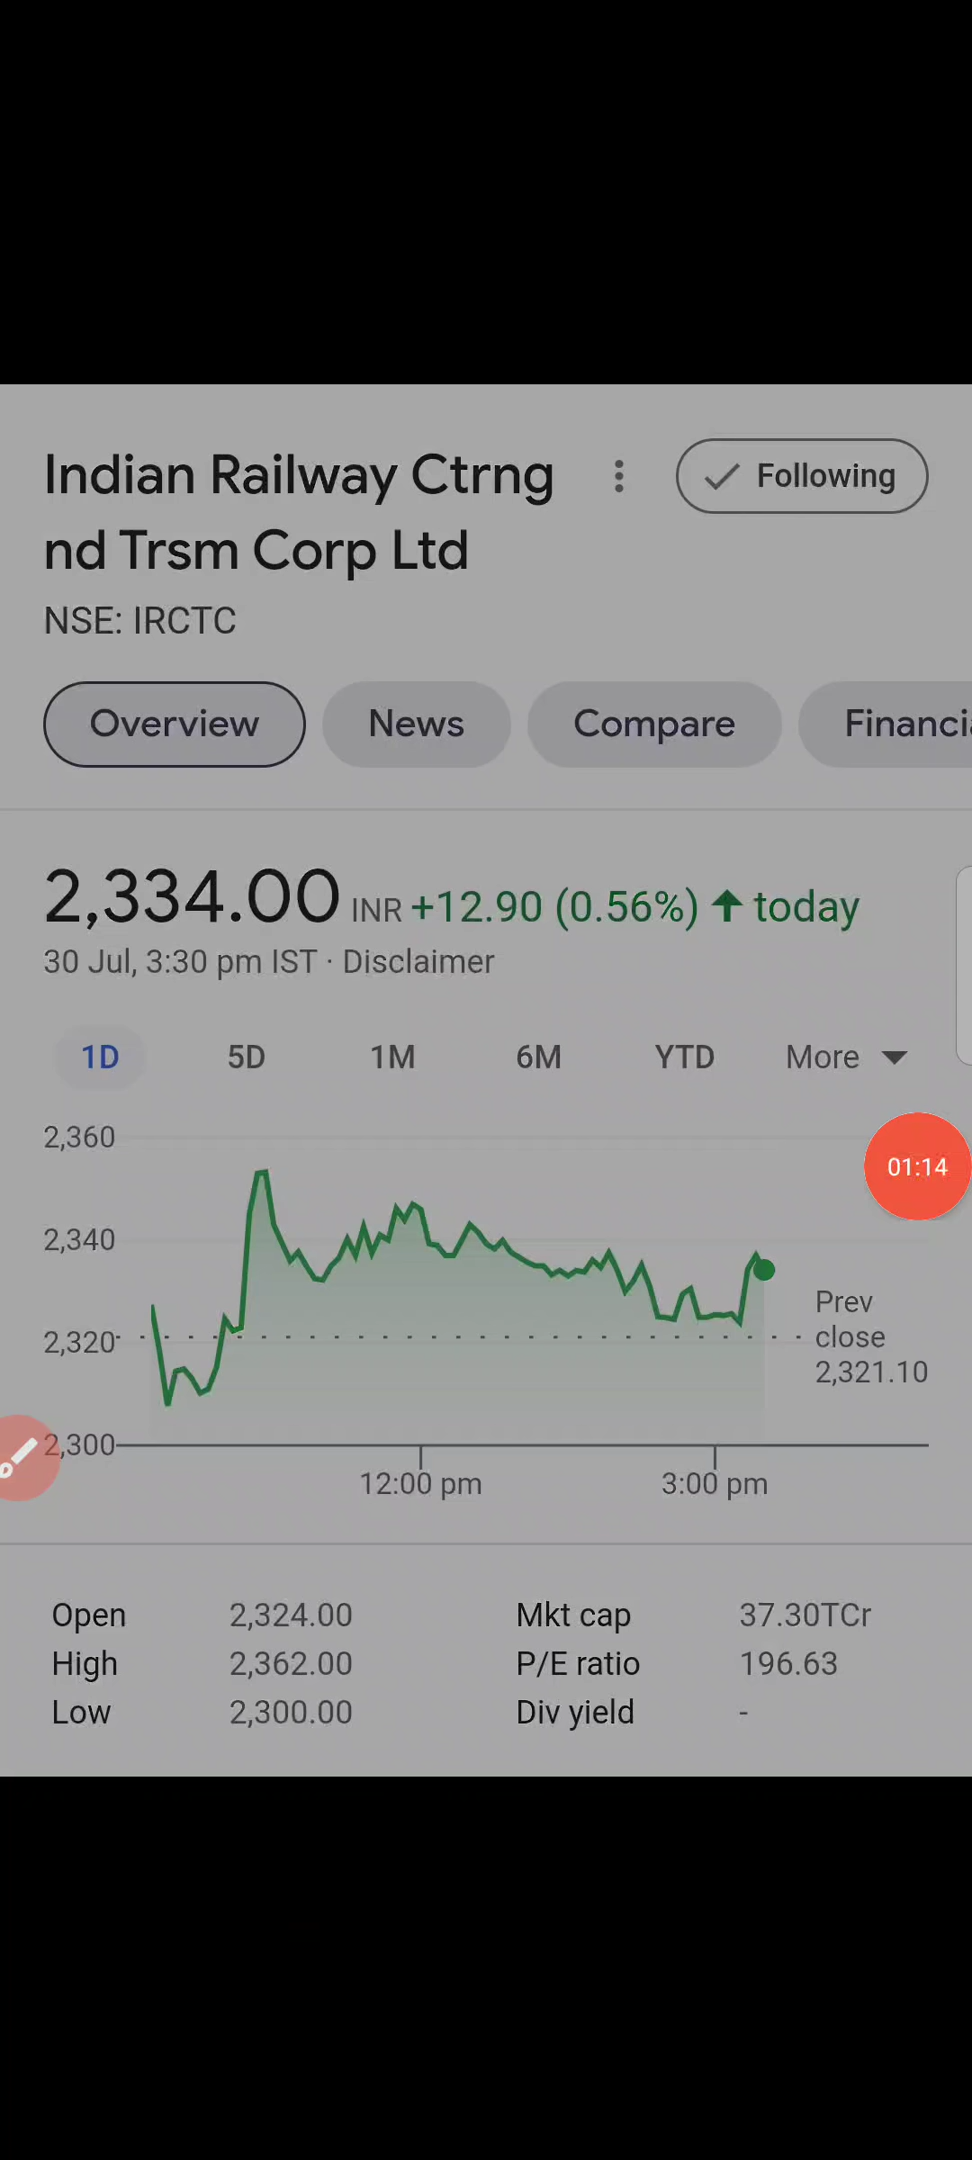 Indian Railway Ctrng
nd Trsm Corp Ltd
Following
NSE: IRCTC
Overview News Compare Financi
2,334.00 INR +12.90 (0.56%) ↑ today
30 Jul, 3:30 pm IST · Disclaimer
1D 5D 1M 6M YTD More
2,360
01:14
2,340
2,320
Prev
close
2,321.10
2,300
12:00 pm 3:00 pm
Open 2,324.00 Mkt cap 37.30TCr
High 2,362.00 P/E ratio 196.63
Low 2,300.00 Div yield -